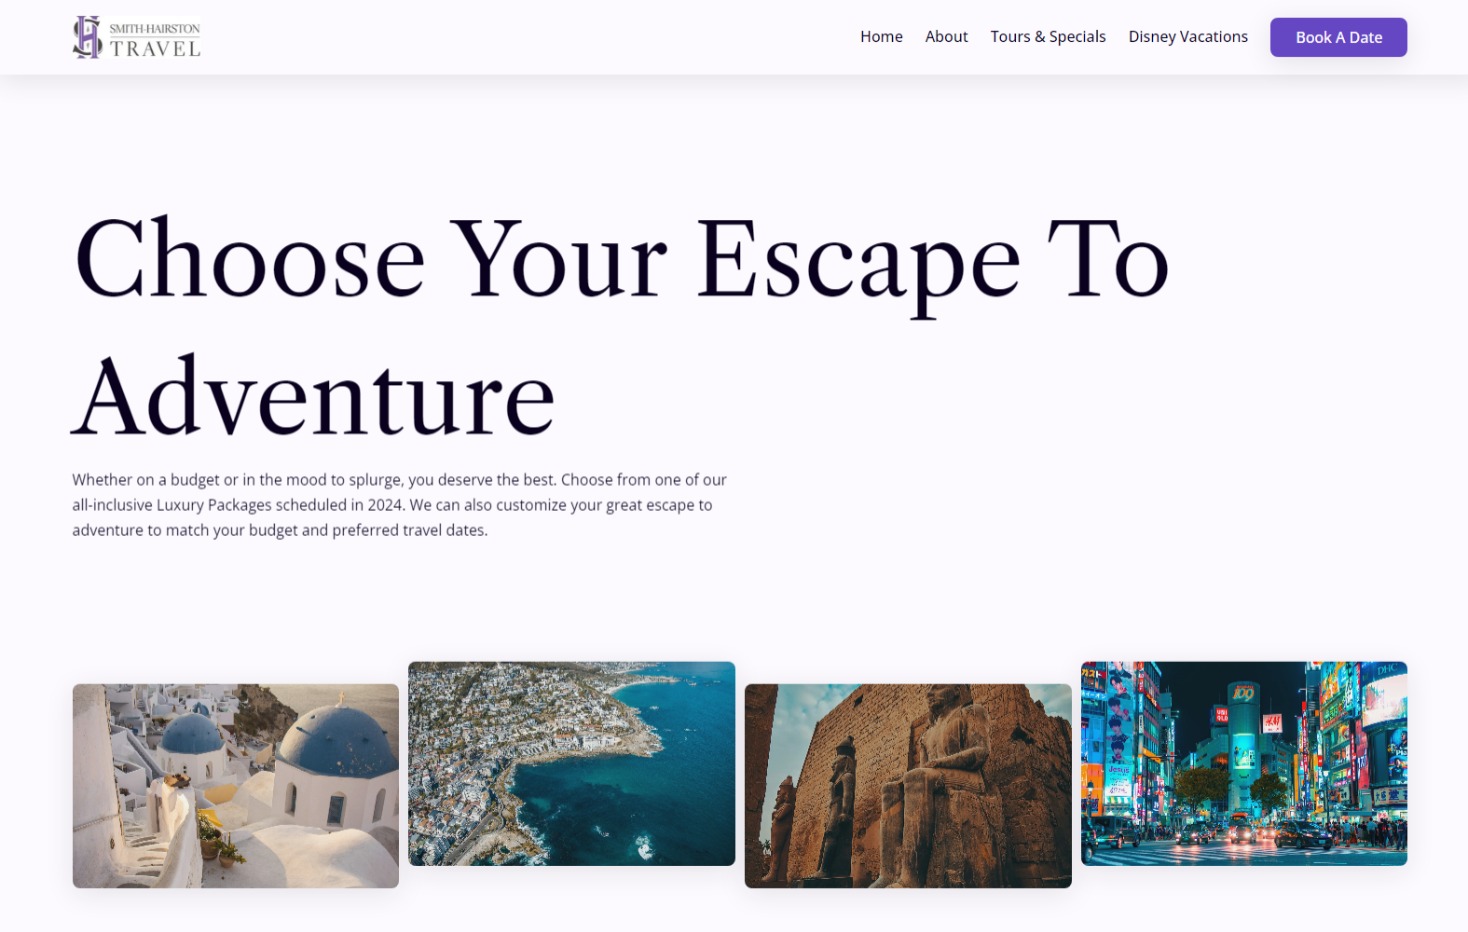 SMITH-HAIRSTON
TRAVEL
Home About Tours & Specials Disney Vacations Book A Date
Choose Your Escape To
Adventure
Whether on a budget or in the mood to splurge, you deserve the best. Choose from one of our
all-inclusive Luxury Packages scheduled in 2024. We can also customize your great escape to
adventure to match your budget and preferred travel dates.
DHC
H&M
Jesus